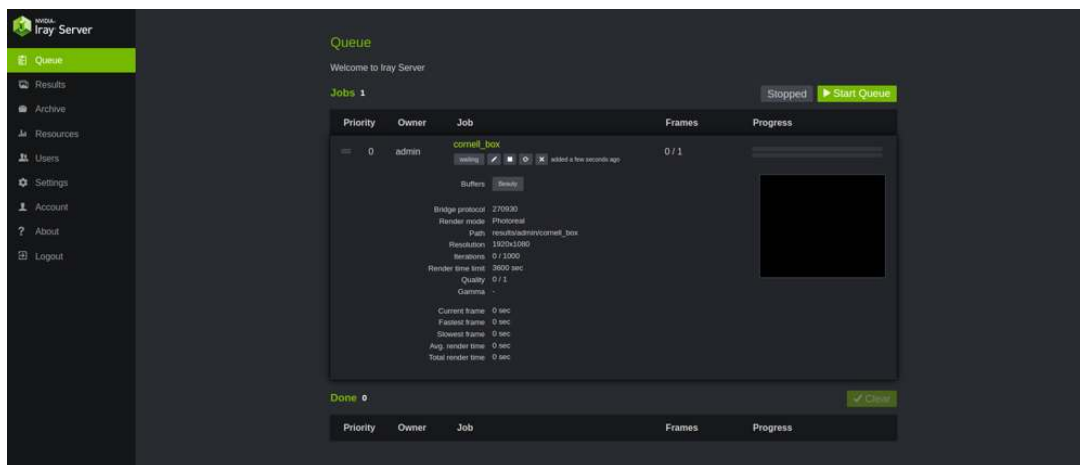 NVIDIA.
Iray Server
Queue
Results
Archive
Resources
Users
Settings
Account
? About
Logout
Queue
Welcome to Iray Server
Jobs 1
Stopped Start Queue
Priority Owner Job Frames Progress
0 admin cornell_box 0 / 1
waiting added a few seconds ago
Buffers Beauty
Bridge protocol 270930
Render mode Photoreal
Path results/admin/cornell_box
Resolution 1920x1080
Iterations 0 / 1000
Render time limit 3600 sec
Quality 0 / 1
Gamma -
Current frame 0 sec
Fastest frame 0 sec
Slowest frame 0 sec
Avg. render time 0 sec
Total render time 0 sec
Done 0
Clear
Priority Owner Job Frames Progress